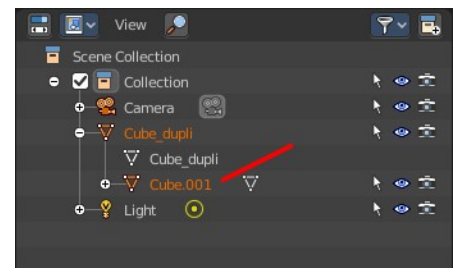 View
Scene Collection
Collection
Camera
Cube_dupli
Cube_dupli
Cube.001
Light